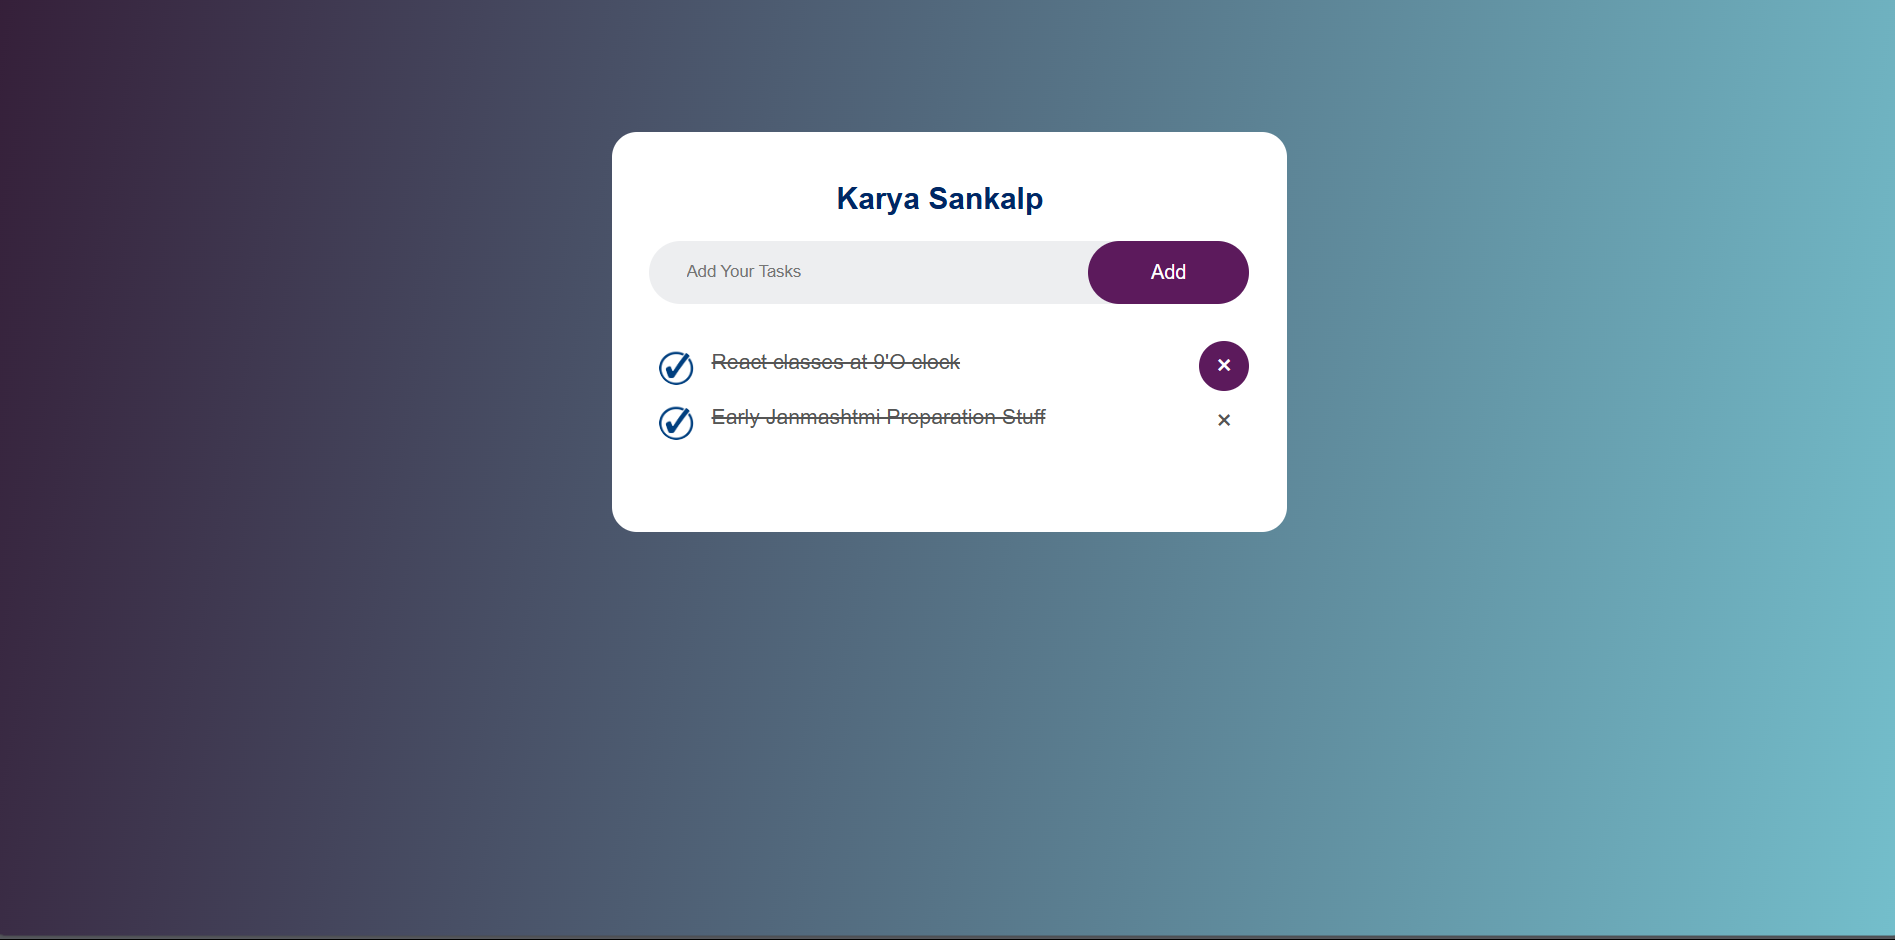 Karya Sankalp
Add Your Tasks
Add
React classes at 9'O clock
×
Early Janmashtmi Preparation Stuff
×